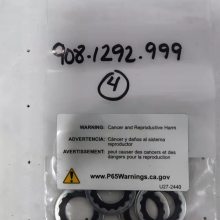 908.1292.999
4
WARNING: Cancer and Reproductive Harm
ADVERTENCIA: Cáncer y daños al sistema
reproductor
AVERTISSEMENT: peut causer des cancers et des
dangers pour la reproduction
www.P65Warnings.ca.gov
U27-2440